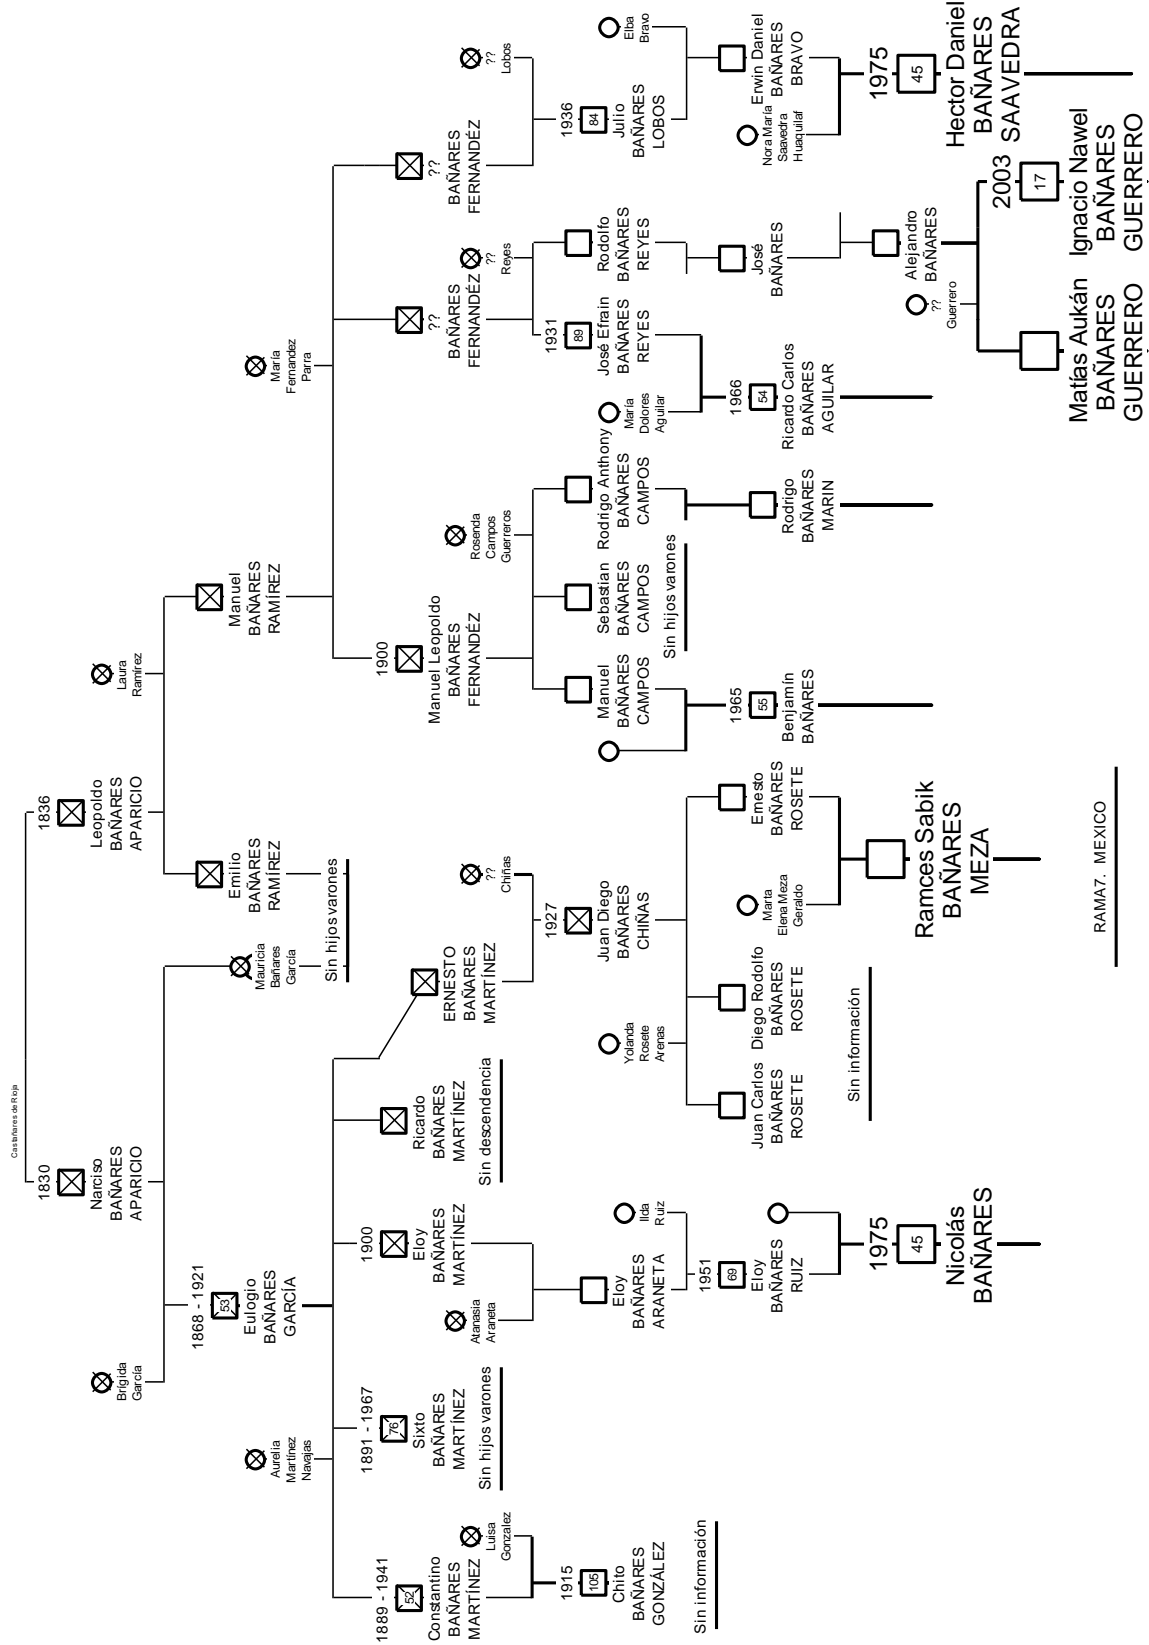 Castañares de Rioja
1830
Narciso
BAÑARES
APARICIO
1836
Leopoldo
BAÑARES
APARICIO
Brígida
García
Laura
Ramírez
1868 - 1921
53
Eulogio
BAÑARES
GARCÍA
Mauricia
Bañares
García
Emilio
BAÑARES
RAMÍREZ
Sin hijos varones
Manuel
BAÑARES
RAMÍREZ
Aurelia
Martínez
Navajas
María
Fernandez
Parra
1889 - 1941
52
Constantino
BAÑARES
MARTÍNEZ
1891 - 1967
76
Sixto
BAÑARES
MARTÍNEZ
Sin hijos varones
1900
Eloy
BAÑARES
MARTÍNEZ
Ricardo
BAÑARES
MARTÍNEZ
Sin descendencia
ERNESTO
BAÑARES
MARTÍNEZ
1900
Manuel Leopoldo
BAÑARES
FERNANDÉZ
??
BAÑARES
FERNANDÉZ
??
BAÑARES
FERNANDÉZ
Luisa
Gonzalez
Atanasia
Araneta
??
Chiñas
Rosenda
Campos
Guerreros
??
Reyes
??
Lobos
1915
105
Chito
BAÑARES
GONZÁLEZ
Sin información
Eloy
BAÑARES
ARANETA
Ilda
Ruiz
1927
Juan Diego
BAÑARES
CHIÑAS
Yolanda
Rosete
Arenas
Manuel
BAÑARES
CAMPOS
Sebastian
BAÑARES
CAMPOS
Sin hijos varones
Rodrigo Anthony
BAÑARES
CAMPOS
María
Dolores
Aguilar
1931
89
José Efrain
BAÑARES
REYES
Rodolfo
BAÑARES
REYES
1936
84
Julio
BAÑARES
LOBOS
Elba
Bravo
1951
69
Eloy
BAÑARES
RUIZ
Juan Carlos
BAÑARES
ROSETE
Diego Rodolfo
BAÑARES
ROSETE
Sin información
Marta
Elena Meza
Geraldo
Ernesto
BAÑARES
ROSETE
1965
55
Benjamín
BAÑARES
Rodrigo
BAÑARES
MARIN
1966
54
Ricardo Carlos
BAÑARES
AGUILAR
José
BAÑARES
Nora María
Saavedra
Huaquilaf
Erwin Daniel
BAÑARES
BRAVO
1975
45
Nicolás
BAÑARES
Ramces Sabik
BAÑARES
MEZA
??
Guerrero
Alejandro
BAÑARES
1975
45
Hector Daniel
BAÑARES
SAAVEDRA
Matías Aukán
BAÑARES
GUERRERO
2003
17
Ignacio Nawel
BAÑARES
GUERRERO
RAMA7. MEXICO